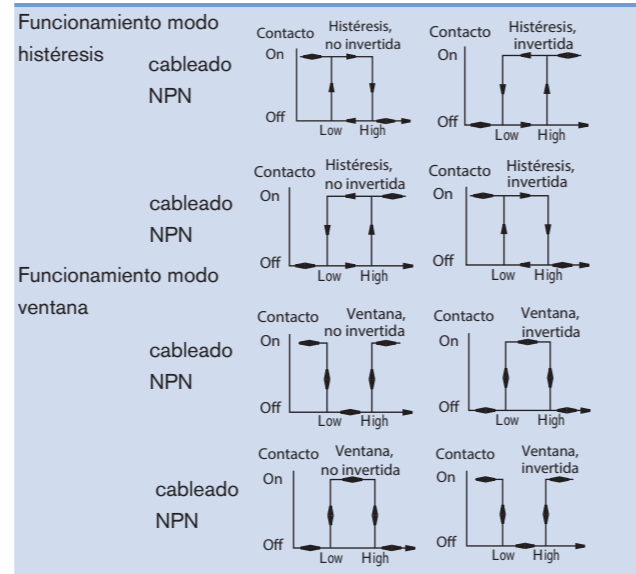 Funcionamiento modo
histéresis
cableado
NPN
Contacto
Histéresis,
no invertida
On
Off
Low High
Contacto
Histéresis,
invertida
On
Off
Low High
cableado
NPN
Contacto
Histéresis,
no invertida
On
Off
Low High
Contacto
Histéresis,
invertida
On
Off
Low High
Funcionamiento modo
ventana
cableado
NPN
Contacto
Ventana,
no invertida
On
Off
Low High
Contacto
Ventana,
invertida
On
Off
Low High
cableado
NPN
Contacto
Ventana,
no invertida
On
Off
Low High
Contacto
Ventana,
invertida
On
Off
Low High